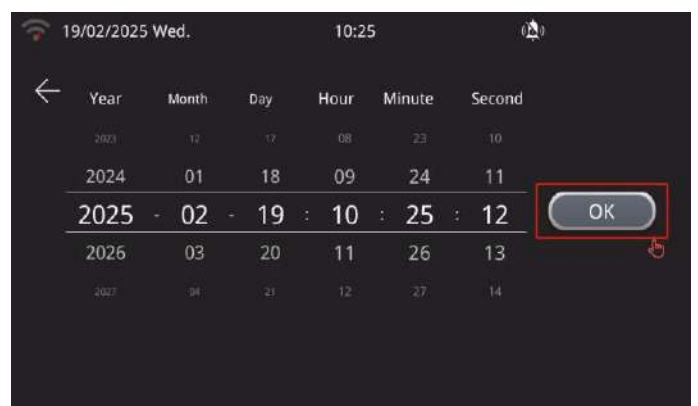 19/02/2025 Wed. 10:25
Year Month Day Hour Minute Second
2023 12 17 08 23 10
2024 01 18 09 24 11
2025 - 02 - 19 : 10 : 25 : 12 OK
2026 03 20 11 26 13
2027 04 21 12 27 14